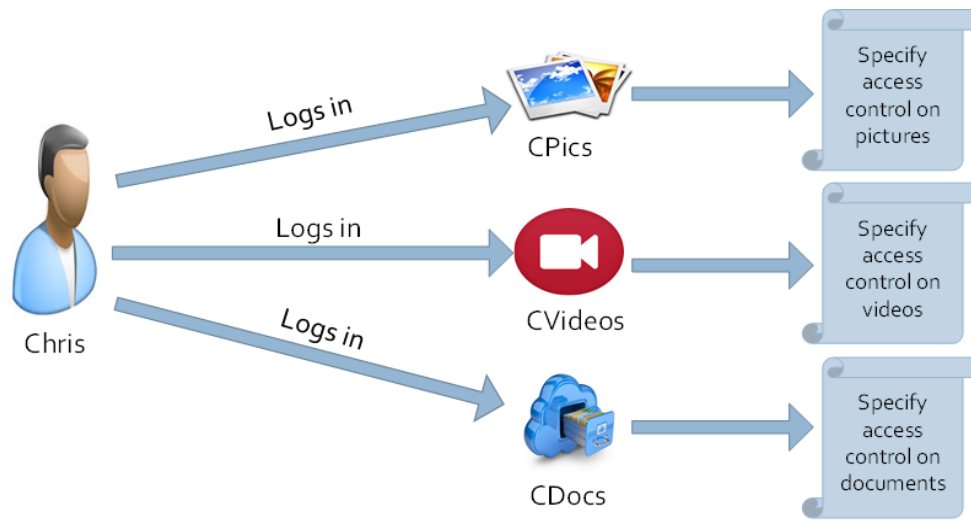 Logs in
CPics
Specify
access
control on
pictures
Chris
Logs in
CVideos
Specify
access
control on
videos
Logs in
CDocs
Specify
access
control on
documents